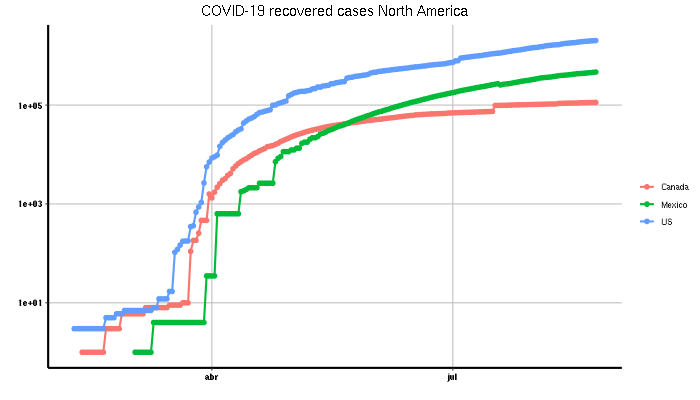 COVID-19 recovered cases North America
1e+05
1e+03
1e+01
abr
jul
Canada
Mexico
US